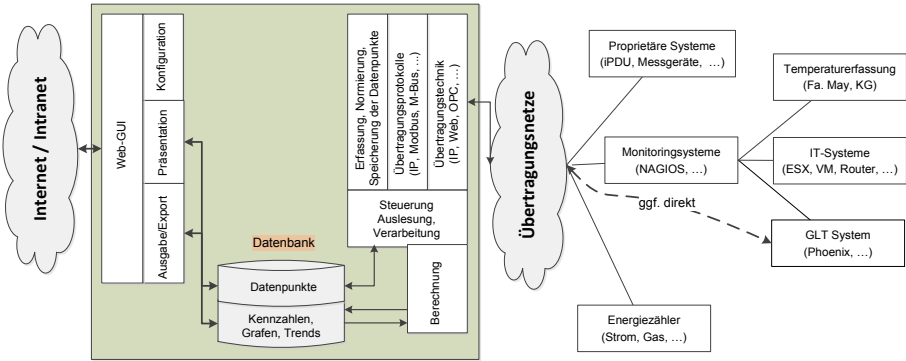 Internet / Intranet
Web-GUI
Konfiguration
Präsentation
Ausgabe/Export
Datenbank
Datenpunkte
Kennzahlen,
Grafen, Trends
Erfassung, Normierung,
Speicherung der Datenpunkte
Übertragungsprotokolle
(IP, Modbus, M-Bus, …)
Übertragungstechnik
(IP, Web, OPC, …)
Steuerung
Auslesung,
Verarbeitung
Berechnung
Übertragungsnetze
Proprietäre Systeme
(iPDU, Messgeräte, …)
Monitoringsysteme
(NAGIOS, …)
ggf. direkt
Energiezähler
(Strom, Gas, …)
Temperaturerfassung
(Fa. May, KG)
IT-Systeme
(ESX, VM, Router, …)
GLT System
(Phoenix, …)